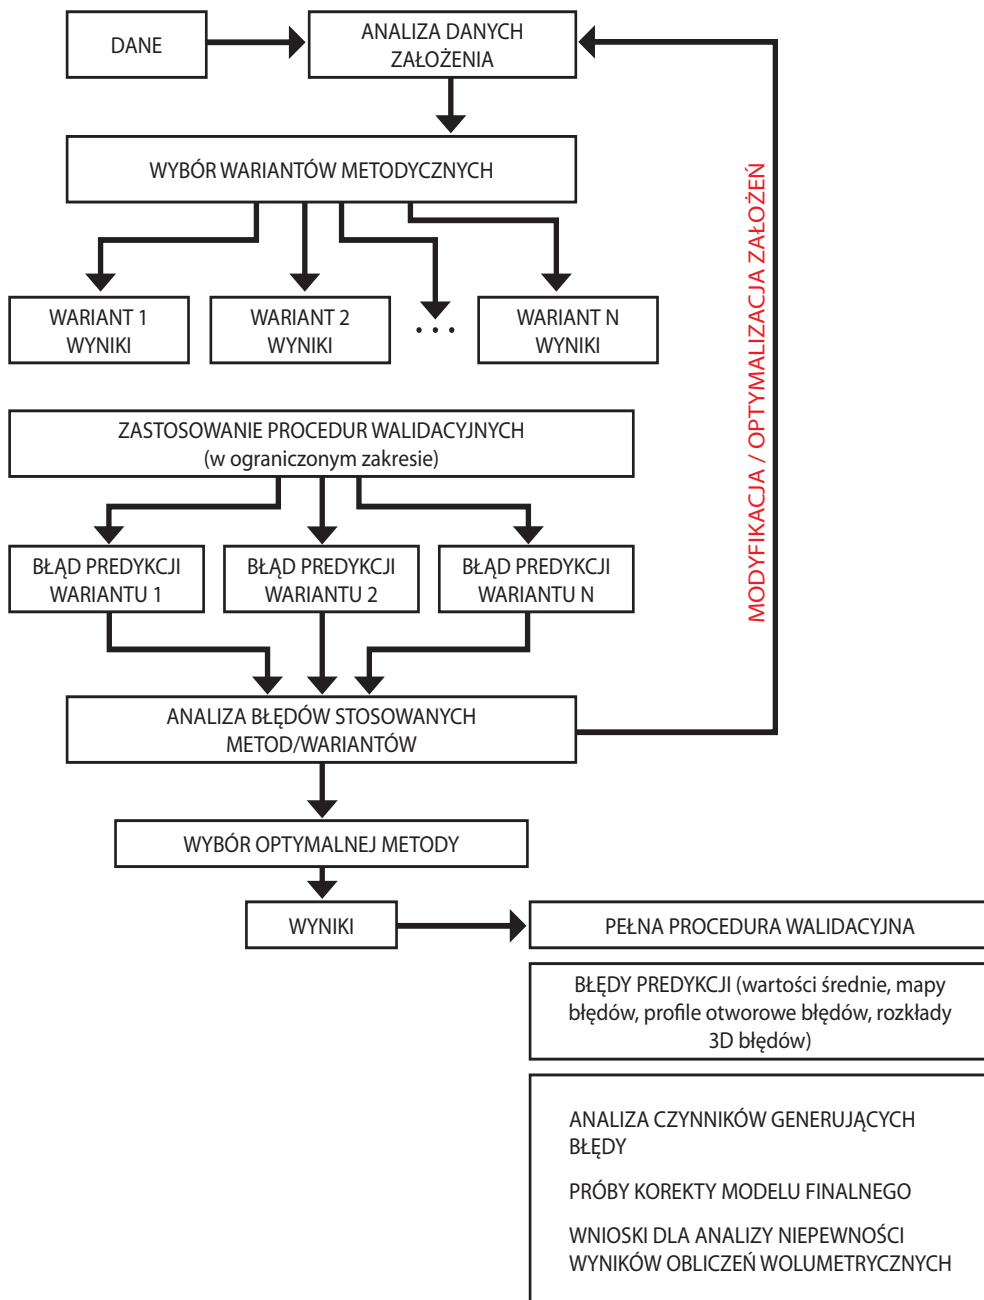 DANE
ANALIZA DANYCH
ZAŁOŻENIA
WYBÓR WARIANTÓW METODYCZNYCH
WARIANT 1
WYNIKI
WARIANT 2
WYNIKI
...
WARIANT N
WYNIKI
MODYFIKACJA / OPTYMALIZACJA ZAŁOŻEŃ
ZASTOSOWANIE PROCEDUR WALIDACYJNYCH
(w ograniczonym zakresie)
BŁĄD PREDYKCJI
WARIANTU 1
BŁĄD PREDYKCJI
WARIANTU 2
BŁĄD PREDYKCJI
WARIANTU N
ANALIZA BŁĘDÓW STOSOWANYCH
METOD/WARIANTÓW
WYBÓR OPTYMALNEJ METODY
WYNIKI
PEŁNA PROCEDURA WALIDACYJNA
BŁĘDY PREDYKCJI (wartości średnie, mapy
błędów, profile otworowe błędów, rozkłady
3D błędów)
ANALIZA CZYNNIKÓW GENERUJĄCYCH
BŁĘDY
PRÓBY KOREKTY MODELU FINALNEGO
WNIOSKI DLA ANALIZY NIEPEWNOŚCI
WYNIKÓW OBLICZEŃ WOLUMETRYCZNYCH